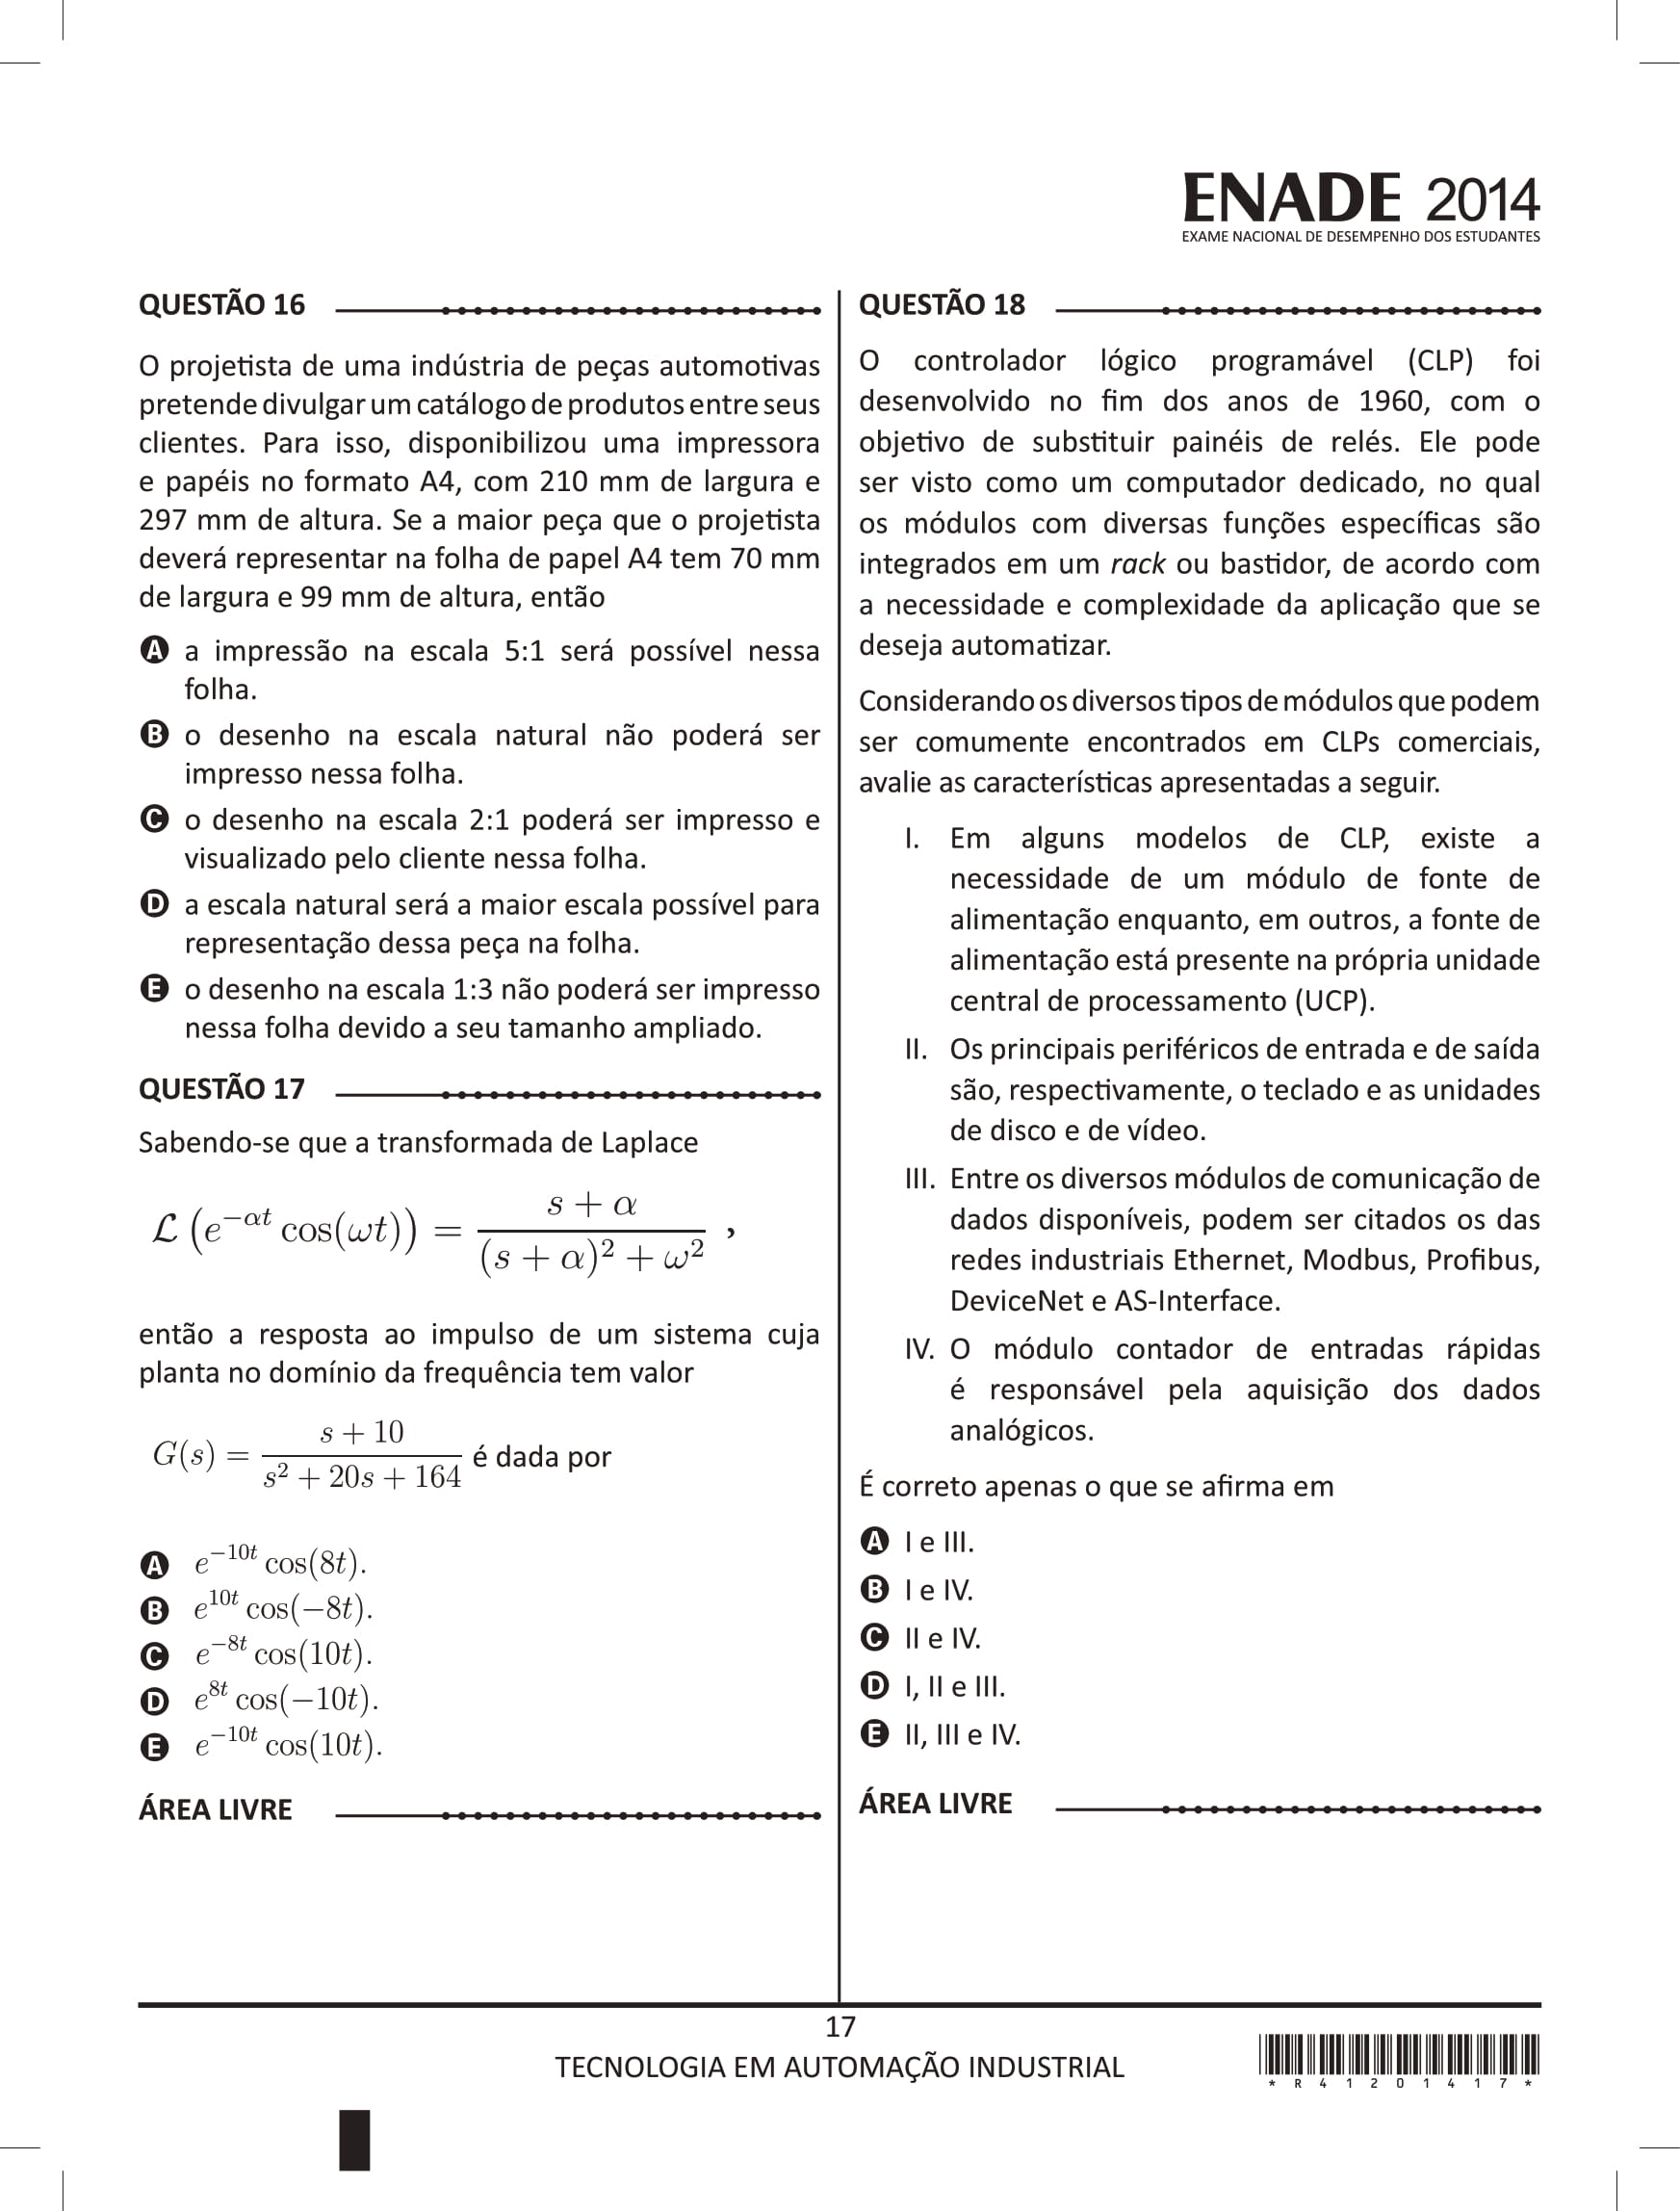 ENADE 2014
EXAME NACIONAL DE DESEMPENHO DOS ESTUDANTES
QUESTÃO 16
O projetista de uma indústria de peças automotivas
pretende divulgar um catálogo de produtos entre seus
clientes. Para isso, disponibilizou uma impressora
e papéis no formato A4, com 210 mm de largura e
297 mm de altura. Se a maior peça que o projetista
deverá representar na folha de papel A4 tem 70 mm
de largura e 99 mm de altura, então
A a impressão na escala 5:1 será possível nessa
folha.
B o desenho na escala natural não poderá ser
impresso nessa folha.
C o desenho na escala 2:1 poderá ser impresso e
visualizado pelo cliente nessa folha.
D a escala natural será a maior escala possível para
representação dessa peça na folha.
E o desenho na escala 1:3 não poderá ser impresso
nessa folha devido a seu tamanho ampliado.
QUESTÃO 17
Sabendo-se que a transformada de Laplace
ℒ (e^{−αt} cos(ωt)) = (s + α) / ((s + α)² + ω²) ,
então a resposta ao impulso de um sistema cuja
planta no domínio da frequência tem valor
G(s) = (s + 10) / (s² + 20s + 164) é dada por
A e^{−10t} cos(8t).
B e^{10t} cos(−8t).
C e^{−8t} cos(10t).
D e^{8t} cos(−10t).
E e^{−10t} cos(10t).
ÁREA LIVRE
QUESTÃO 18
O controlador lógico programável (CLP) foi
desenvolvido no fim dos anos de 1960, com o
objetivo de substituir painéis de relés. Ele pode
ser visto como um computador dedicado, no qual
os módulos com diversas funções específicas são
integrados em um rack ou bastidor, de acordo com
a necessidade e complexidade da aplicação que se
deseja automatizar.
Considerando os diversos tipos de módulos que podem
ser comumente encontrados em CLPs comerciais,
avalie as características apresentadas a seguir.
I. Em alguns modelos de CLP, existe a
necessidade de um módulo de fonte de
alimentação enquanto, em outros, a fonte de
alimentação está presente na própria unidade
central de processamento (UCP).
II. Os principais periféricos de entrada e de saída
são, respectivamente, o teclado e as unidades
de disco e de vídeo.
III. Entre os diversos módulos de comunicação de
dados disponíveis, podem ser citados os das
redes industriais Ethernet, Modbus, Profibus,
DeviceNet e AS-Interface.
IV. O módulo contador de entradas rápidas
é responsável pela aquisição dos dados
analógicos.
É correto apenas o que se afirma em
A I e III.
B I e IV.
C II e IV.
D I, II e III.
E II, III e IV.
ÁREA LIVRE
17
TECNOLOGIA EM AUTOMAÇÃO INDUSTRIAL
* R 4 1 2 0 1 4 1 7 *